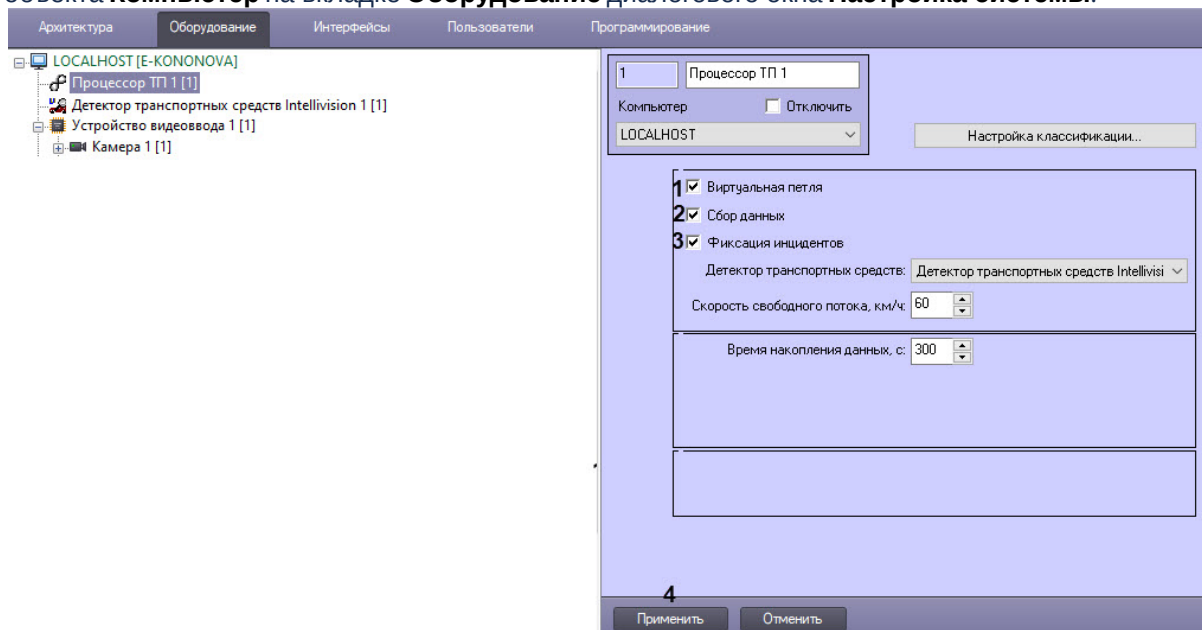 объекта Компьютер на вкладке Оборудование диалогового окна Настройка системы.
Архитектура Оборудование Интерфейсы Пользователи Программирование
LOCALHOST [E-KONONOVA]
Процессор ТП 1 [1]
Детектор транспортных средств Intellivision 1 [1]
Устройство видеоввода 1 [1]
Камера 1 [1]
1 Процессор ТП 1
Компьютер Отключить
LOCALHOST
Настройка классификации...
1 Виртуальная петля
2 Сбор данных
3 Фиксация инцидентов
Детектор транспортных средств: Детектор транспортных средств Intellivisi
Скорость свободного потока, км/ч: 60
Время накопления данных, с: 300
4
Применить Отменить